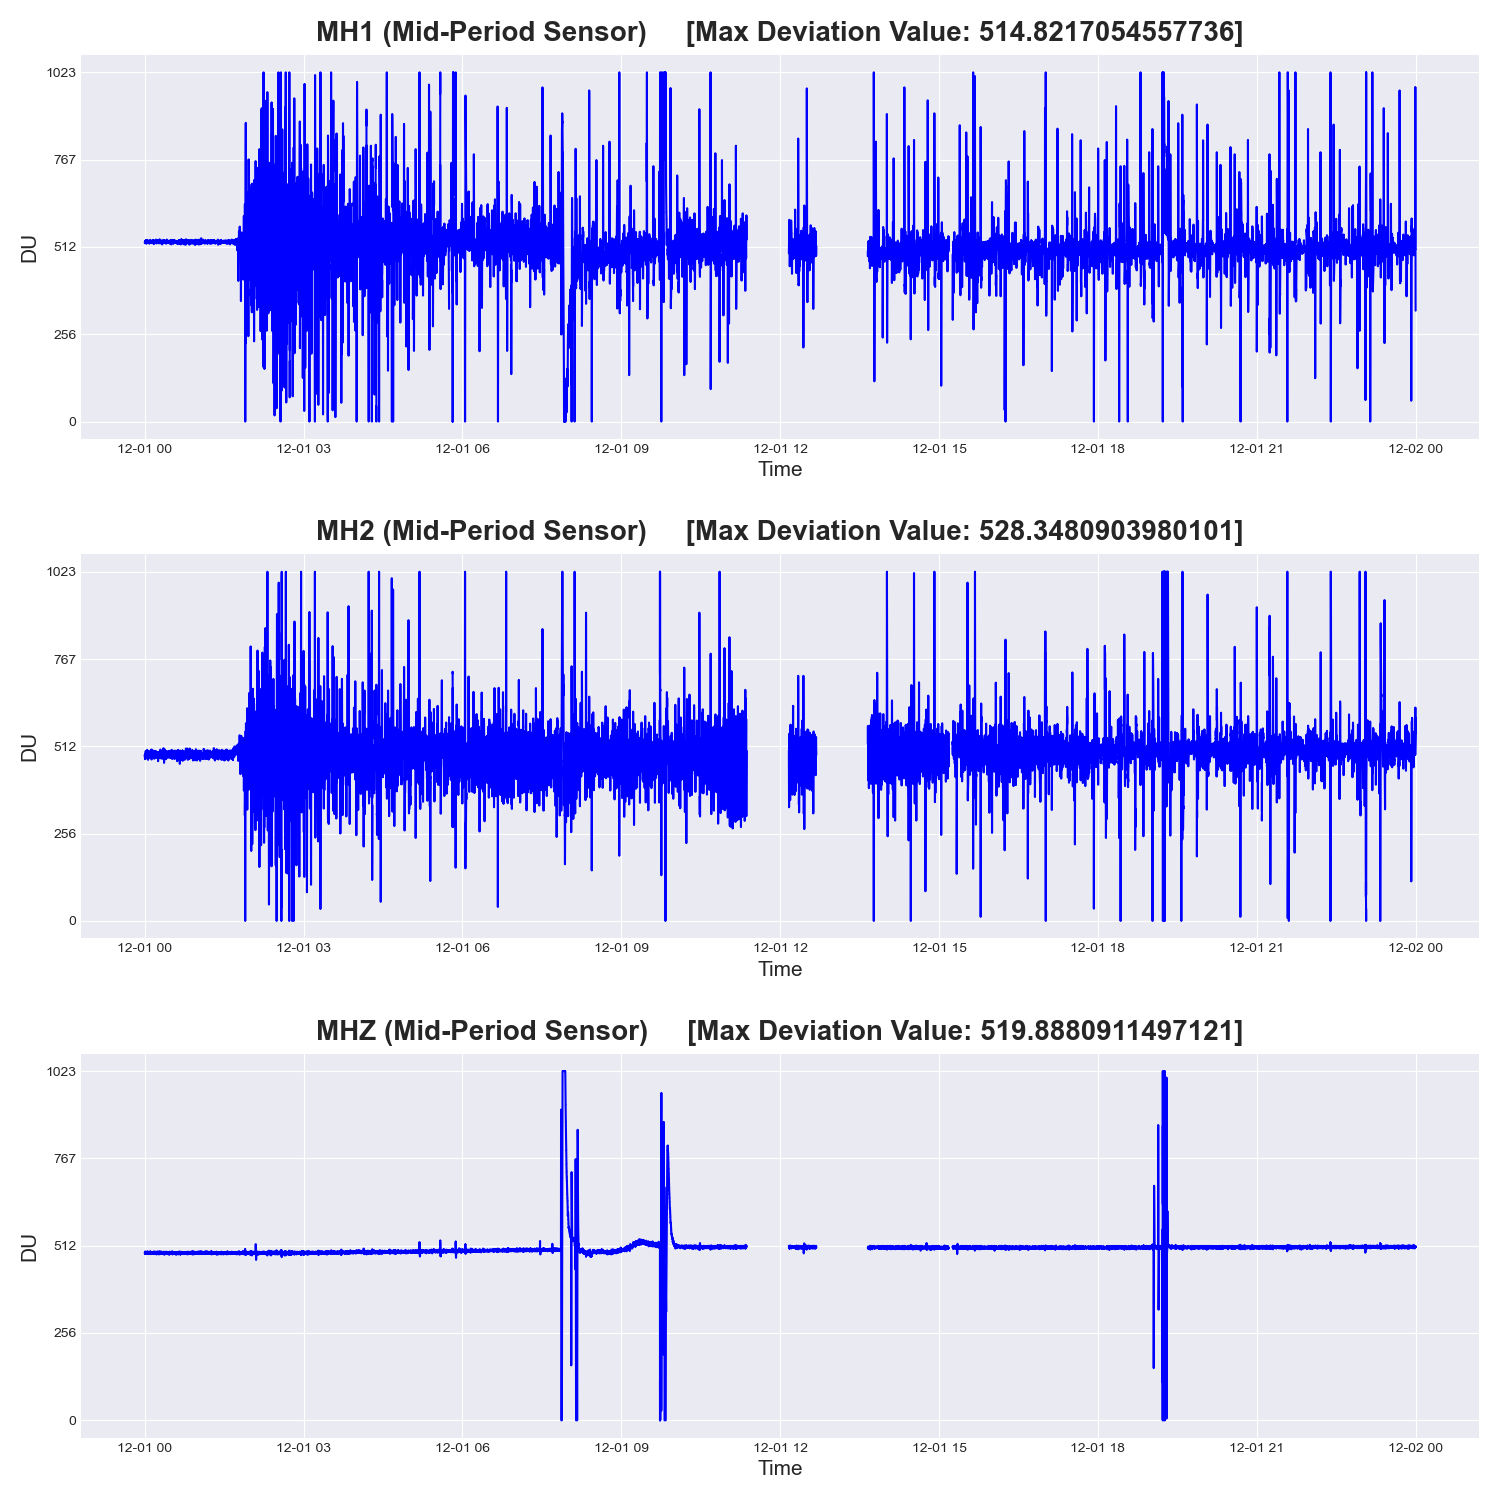 MH1 (Mid-Period Sensor) [Max Deviation Value: 514.8217054557736]
1023
767
512
256
0
DU
12-01 00 12-01 03 12-01 06 12-01 09 12-01 12 12-01 15 12-01 18 12-01 21 12-02 00
Time
MH2 (Mid-Period Sensor) [Max Deviation Value: 528.3480903980101]
1023
767
512
256
0
DU
12-01 00 12-01 03 12-01 06 12-01 09 12-01 12 12-01 15 12-01 18 12-01 21 12-02 00
Time
MHZ (Mid-Period Sensor) [Max Deviation Value: 519.8880911497121]
1023
767
512
256
0
DU
12-01 00 12-01 03 12-01 06 12-01 09 12-01 12 12-01 15 12-01 18 12-01 21 12-02 00
Time